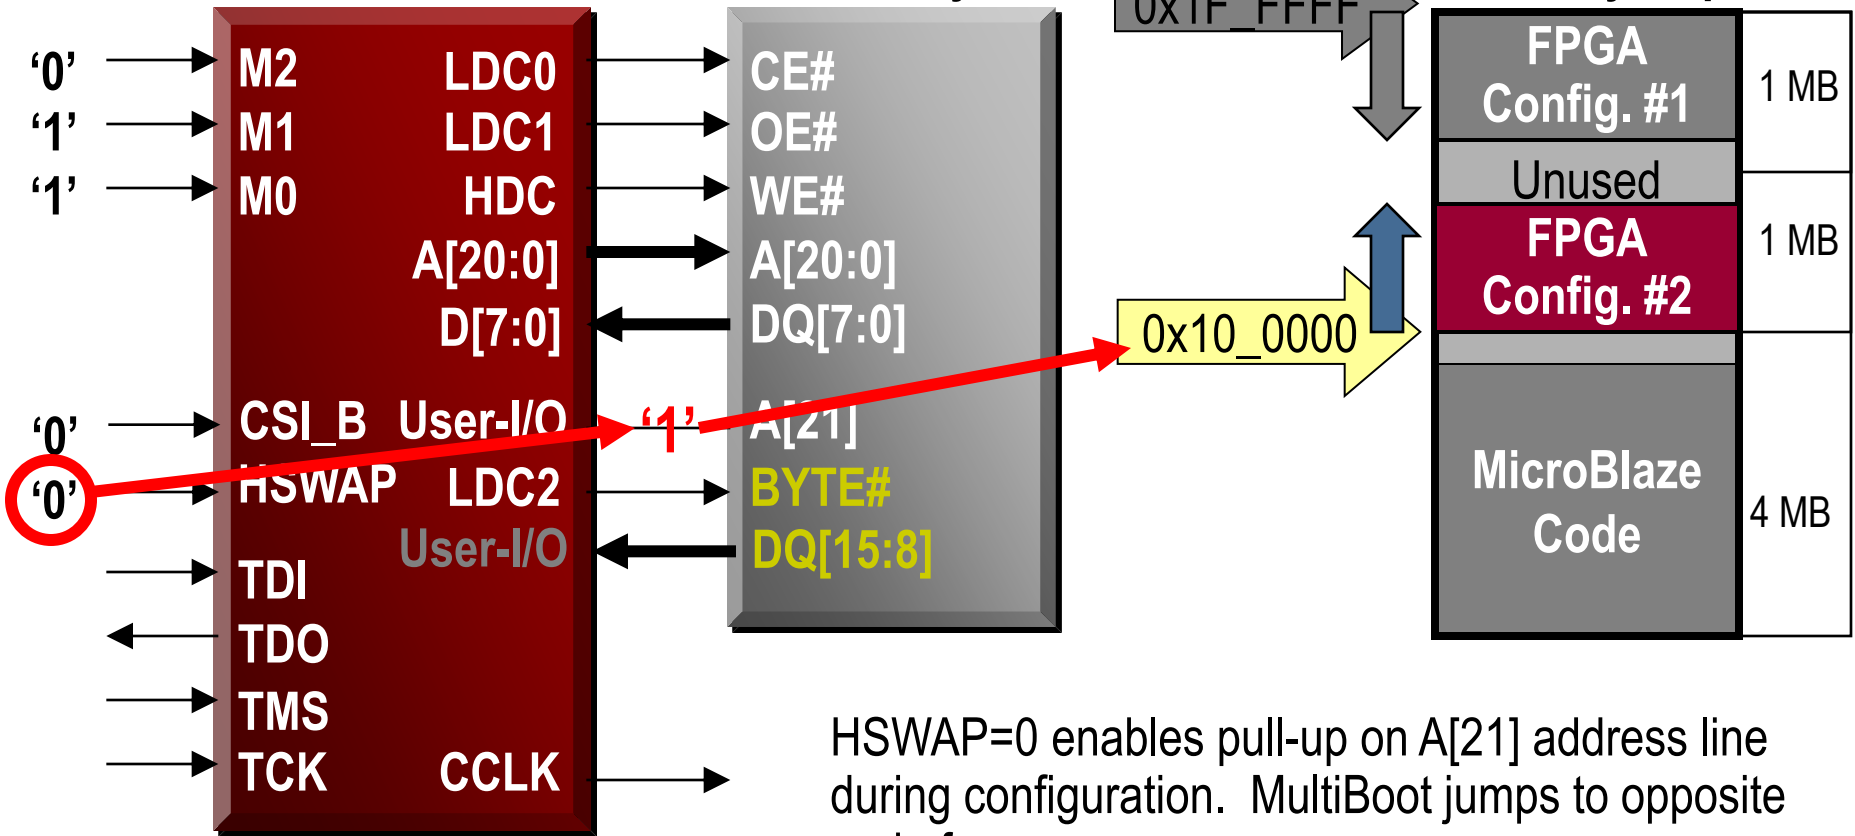 0x1F_FFFF
‘0’
M2
LDC0
CE#
‘1’
M1
LDC1
OE#
‘1’
M0
HDC
WE#
A[20:0]
A[20:0]
D[7:0]
DQ[7:0]
‘0’
CSI_B
User-I/O
‘1’
A[21]
‘0’
HSWAP
LDC2
BYTE#
User-I/O
DQ[15:8]
TDI
TDO
TMS
TCK
CCLK
0x10_0000
FPGA
Config. #1
1 MB
Unused
FPGA
Config. #2
1 MB
MicroBlaze
Code
4 MB
HSWAP=0 enables pull-up on A[21] address line
during configuration.  MultiBoot jumps to opposite